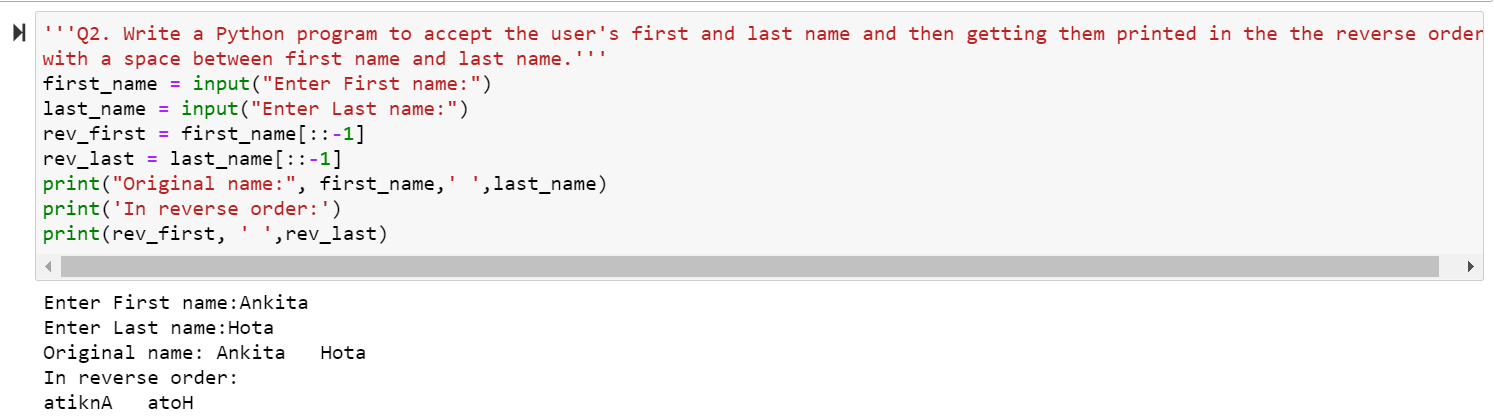 '''Q2. Write a Python program to accept the user's first and last name and then getting them printed in the the reverse order
with a space between first name and last name.'''
first_name = input("Enter First name:")
last_name = input("Enter Last name:")
rev_first = first_name[::-1]
rev_last = last_name[::-1]
print("Original name:", first_name,' ',last_name)
print('In reverse order:')
print(rev_first, ' ',rev_last)
Enter First name:Ankita
Enter Last name:Hota
Original name: Ankita   Hota
In reverse order:
atiknA   atoH